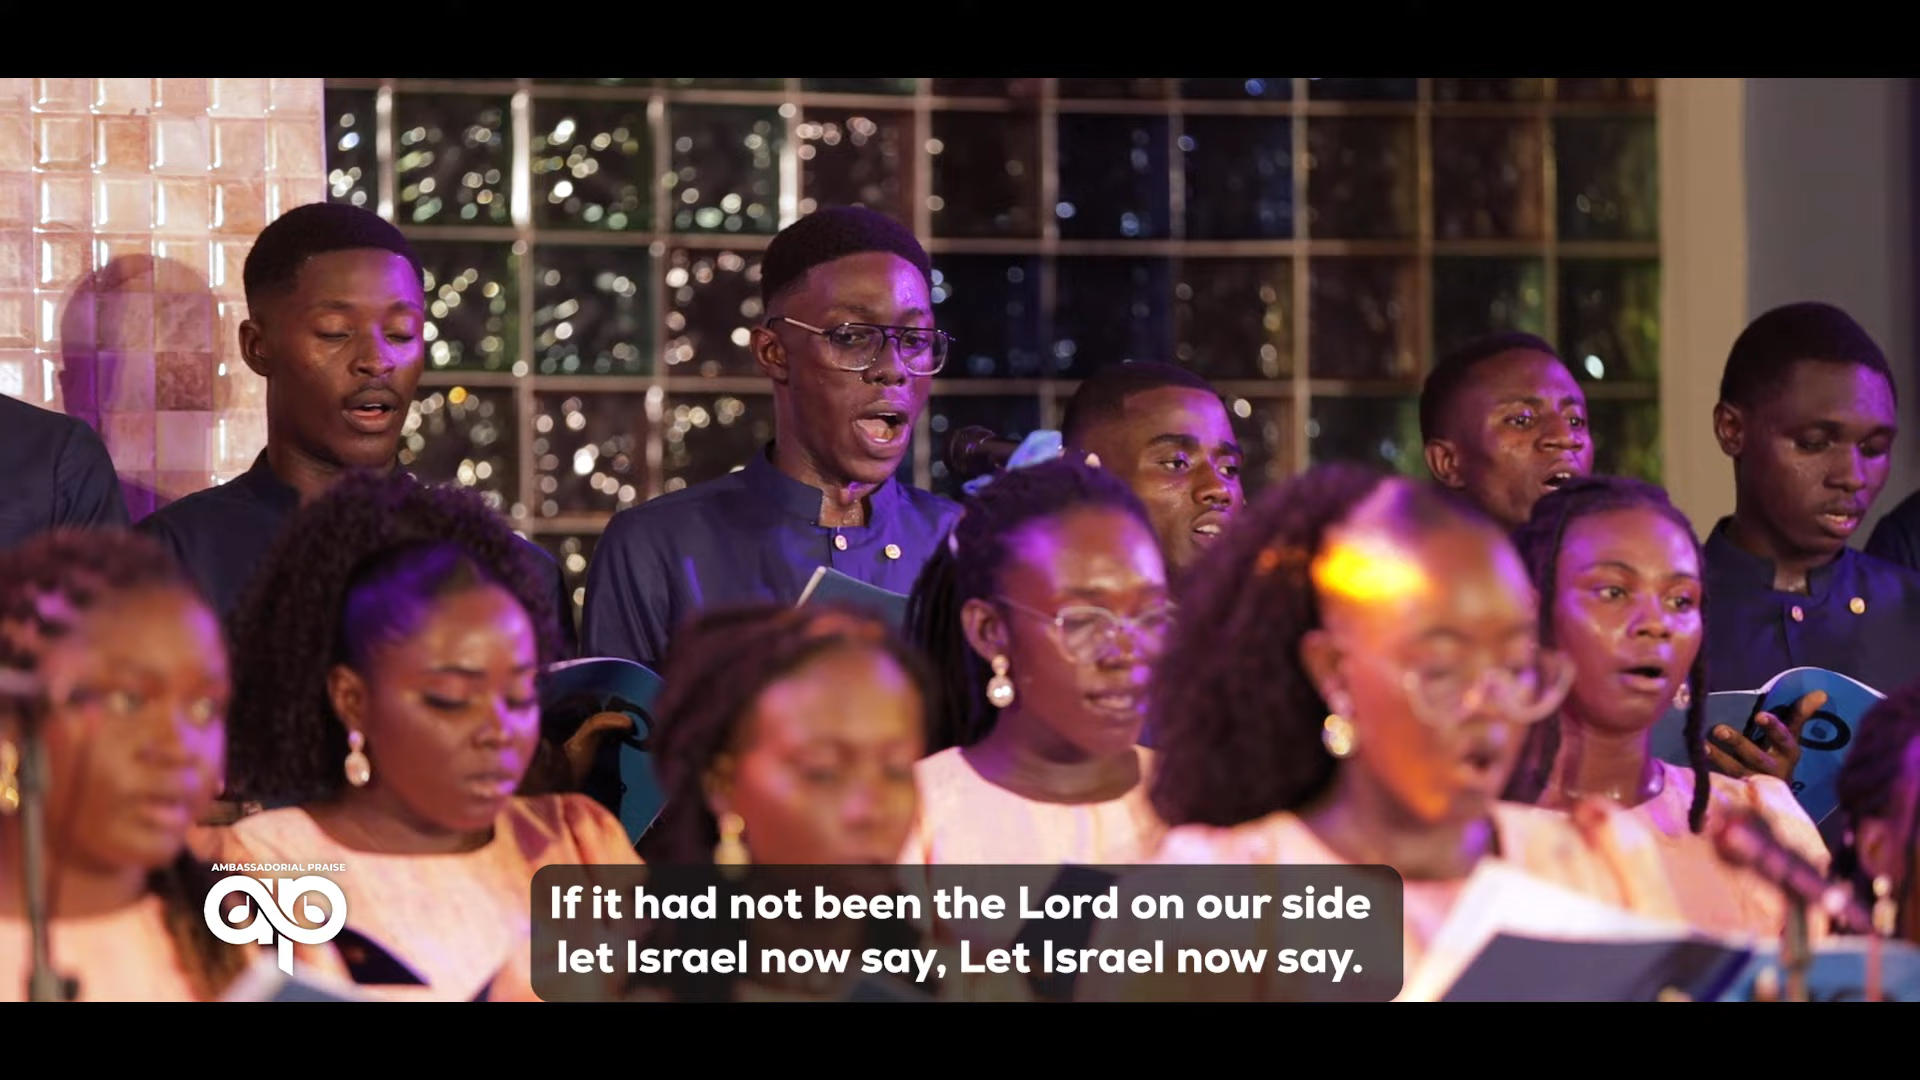 AMBASSADORIAL PRAISE
ap
If it had not been the Lord on our side
let Israel now say, Let Israel now say.